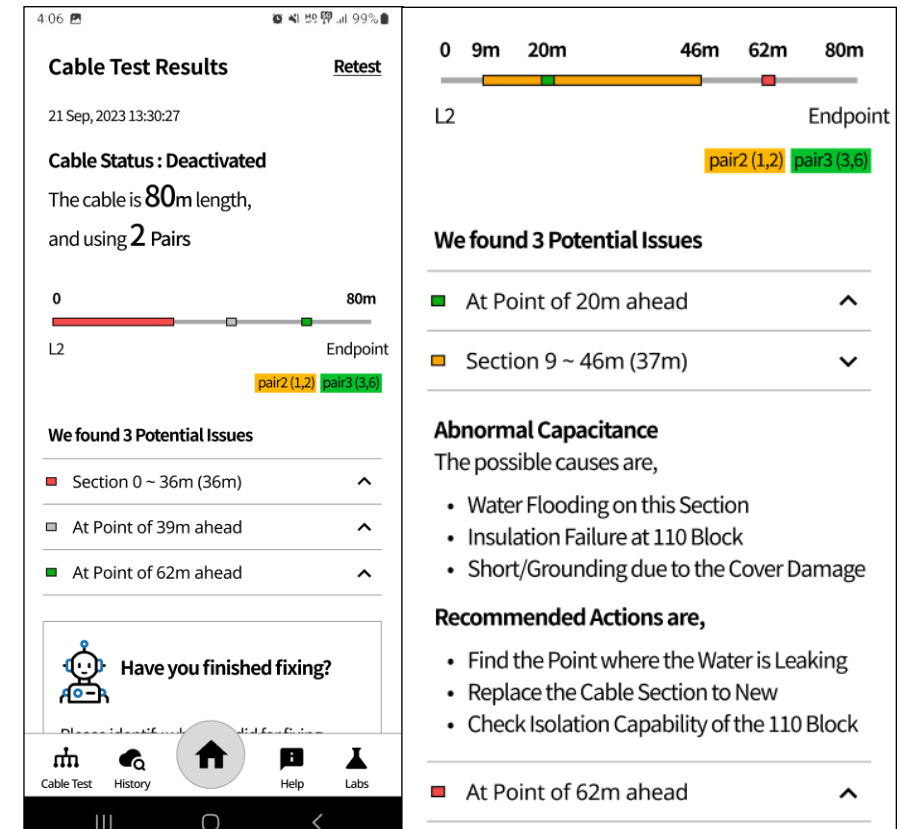 4:06 99%
Cable Test Results Retest
21 Sep, 2023 13:30:27
Cable Status : Deactivated
The cable is 80m length,
and using 2 Pairs
0 80m
L2 Endpoint
pair2 (1,2) pair3 (3,6)
We found 3 Potential Issues
Section 0 ~ 36m (36m)
At Point of 39m ahead
At Point of 62m ahead
Have you finished fixing?
Cable Test History Help Labs
0 9m 20m 46m 62m 80m
L2 Endpoint
pair2 (1,2) pair3 (3,6)
We found 3 Potential Issues
At Point of 20m ahead
Section 9 ~ 46m (37m)
Abnormal Capacitance
The possible causes are,
• Water Flooding on this Section
• Insulation Failure at 110 Block
• Short/Grounding due to the Cover Damage
Recommended Actions are,
• Find the Point where the Water is Leaking
• Replace the Cable Section to New
• Check Isolation Capability of the 110 Block
At Point of 62m ahead